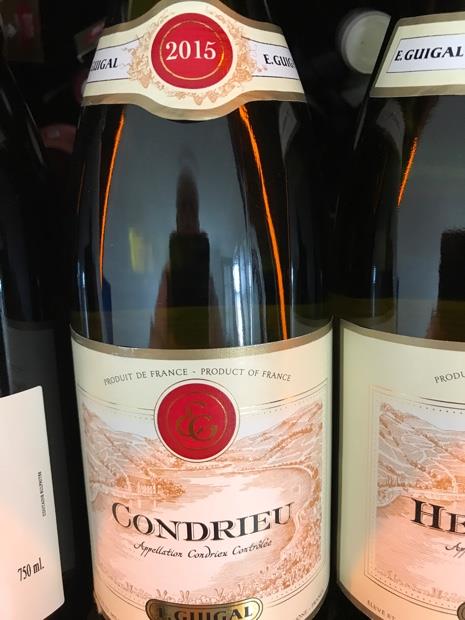 2015
E.GUIGAL
PRODUIT DE FRANCE - PRODUCT OF FRANCE
EG
CONDRIEU
Appellation Condrieu Contrôlée
E.GUIGAL
E.GUIGAL
PRODU
HE
750 ml.